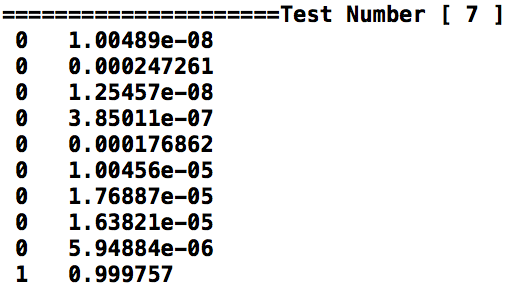 =====================Test Number [ 7 ]
0 1.00489e-08
0 0.000247261
0 1.25457e-08
0 3.85011e-07
0 0.000176862
0 1.00456e-05
0 1.76887e-05
0 1.63821e-05
0 5.94884e-06
1 0.999757